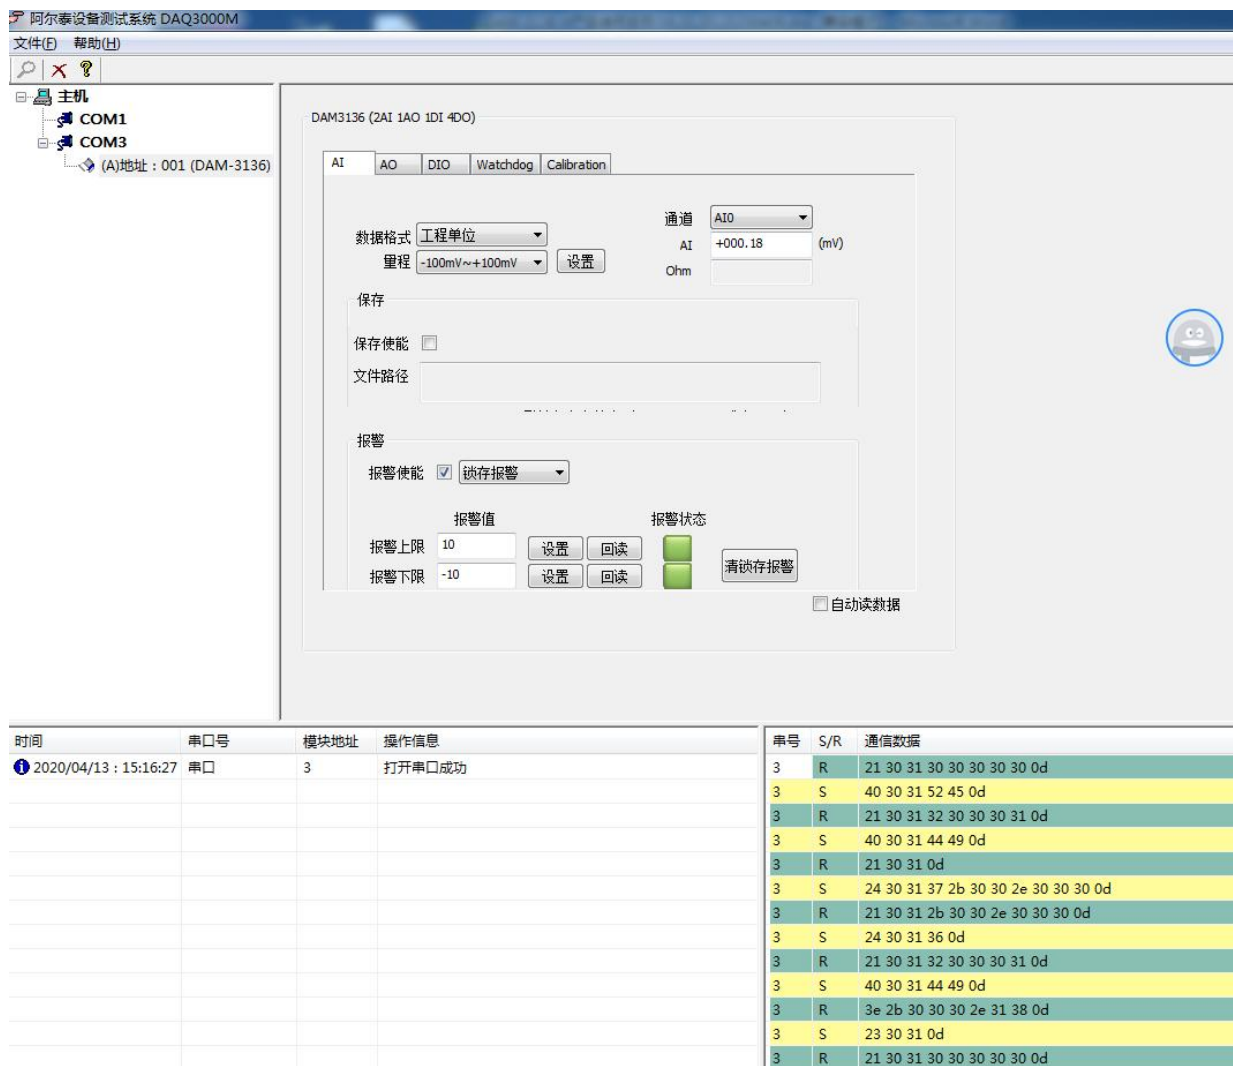 阿尔泰设备测试系统 DAQ3000M
文件(F) 帮助(H)
主机
COM1
COM3
(A)地址：001 (DAM-3136)
DAM3136 (2AI 1AO 1DI 4DO)
AI AO DIO Watchdog Calibration
通道 AI0
数据格式 工程单位
AI +000.18 (mV)
量程 -100mV~+100mV 设置
Ohm
保存
保存使能
文件路径
报警
报警使能 锁存报警
报警值 报警状态
报警上限 10 设置 回读
清锁存报警
报警下限 -10 设置 回读
自动读数据
时间 串口号 模块地址 操作信息
2020/04/13：15:16:27 串口 3 打开串口成功
串号 S/R 通信数据
3 R 21 30 31 30 30 30 30 30 0d
3 S 40 30 31 52 45 0d
3 R 21 30 31 32 30 30 30 31 0d
3 S 40 30 31 44 49 0d
3 R 21 30 31 0d
3 S 24 30 31 37 2b 30 30 2e 30 30 30 0d
3 R 21 30 31 2b 30 30 2e 30 30 30 0d
3 S 24 30 31 36 0d
3 R 21 30 31 32 30 30 30 31 0d
3 S 40 30 31 44 49 0d
3 R 3e 2b 30 30 30 2e 31 38 0d
3 S 23 30 31 0d
3 R 21 30 31 30 30 30 30 30 0d